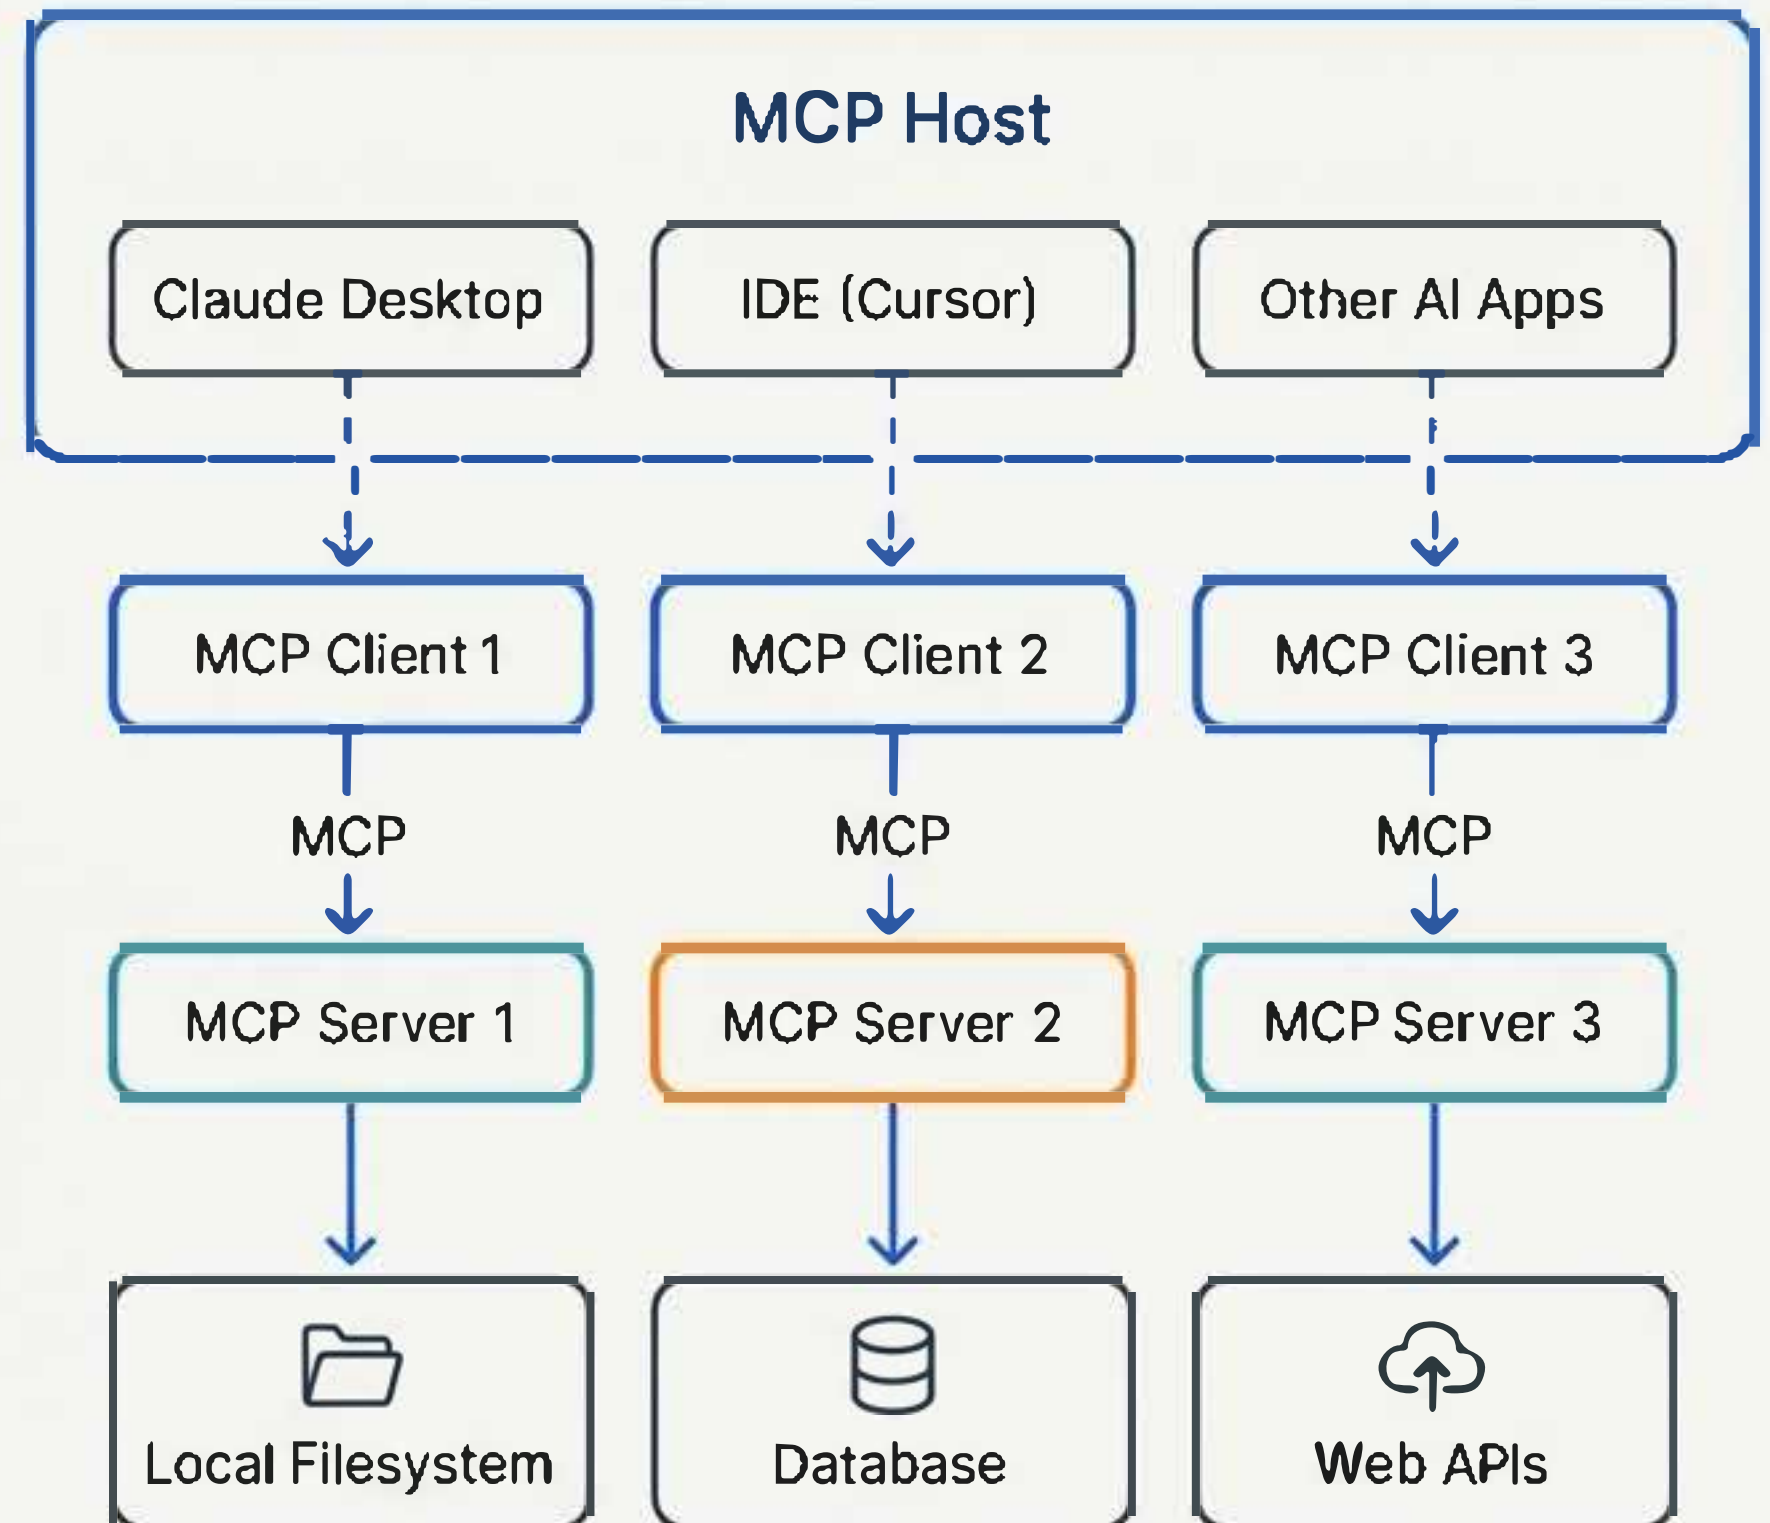 MCP Host
Claude Desktop
IDE (Cursor)
Other AI Apps
MCP Client 1
MCP Client 2
MCP Client 3
MCP
MCP
MCP
MCP Server 1
MCP Server 2
MCP Server 3
Local Filesystem
Database
Web APIs